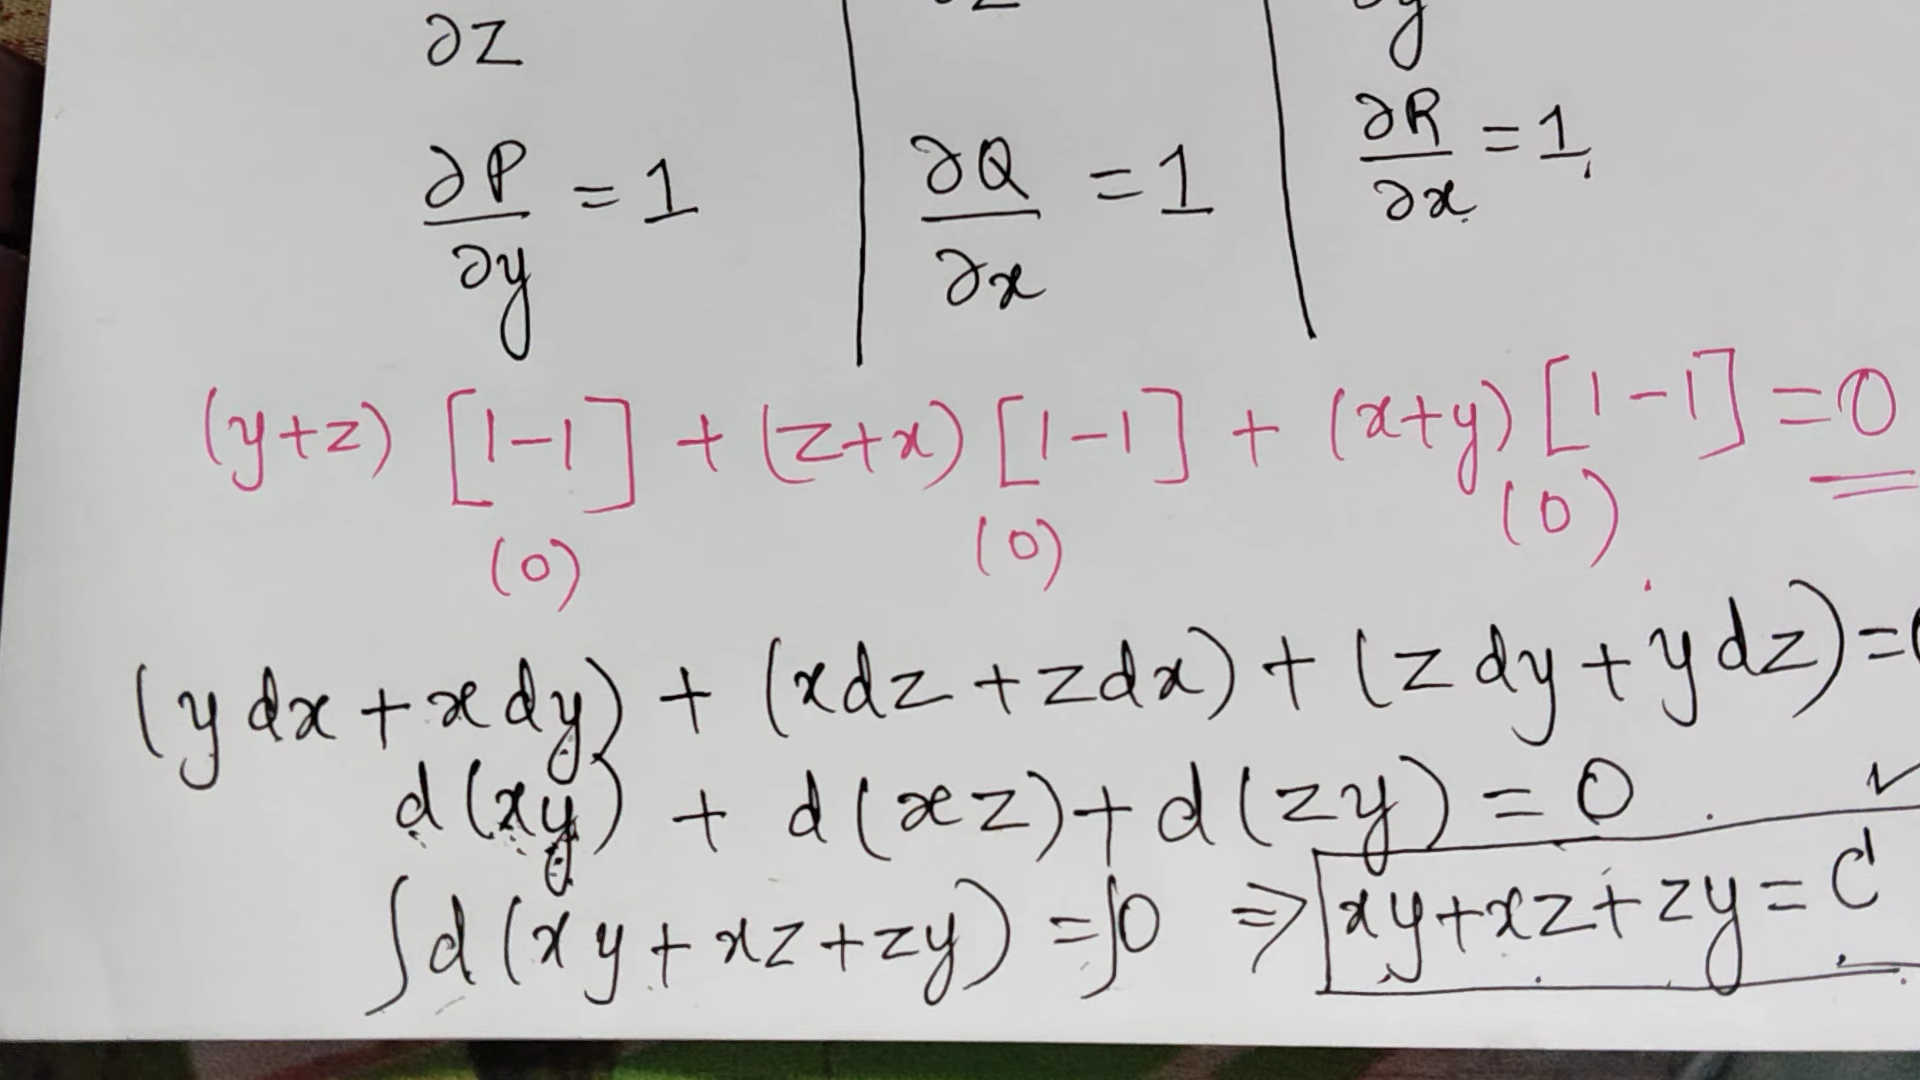 ∂z ∂y
∂P/∂y = 1 ∂Q/∂x = 1 ∂R/∂x = 1,
(y+z) [1-1] + (z+x) [1-1] + (x+y) [1-1] = 0
(0) (0) (0)
(y dx + x dy) + (x dz + z dx) + (z dy + y dz) =
d(xy) + d(xz) + d(zy) = 0
∫d(xy + xz + zy) = ∫0 ⇒ xy + xz + zy = C